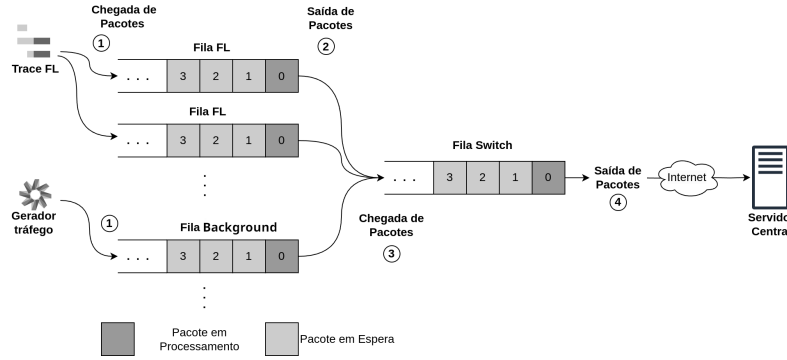 Chegada de
Pacotes
1
Trace FL
Fila FL
. . .
3 2 1 0
Saída de
Pacotes
2
Fila FL
. . .
3 2 1 0
Gerador
tráfego
1
Fila Background
. . .
3 2 1 0
Chegada de
Pacotes
3
Fila Switch
. . .
3 2 1 0
Saída de
Pacotes
4
Internet
Servido
Centra
Pacote em
Processamento
Pacote em Espera